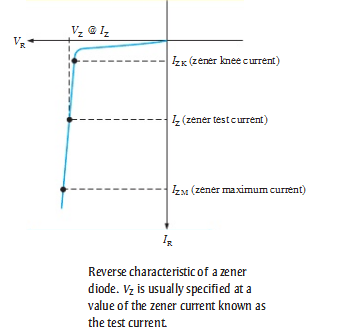 V_Z @ I_Z
V_R
I_ZK (zener knee current)
I_Z (zener test current)
I_ZM (zener maximum current)
I_R
Reverse characteristic of a zener
diode. V_Z is usually specified at a
value of the zener current known as
the test current.